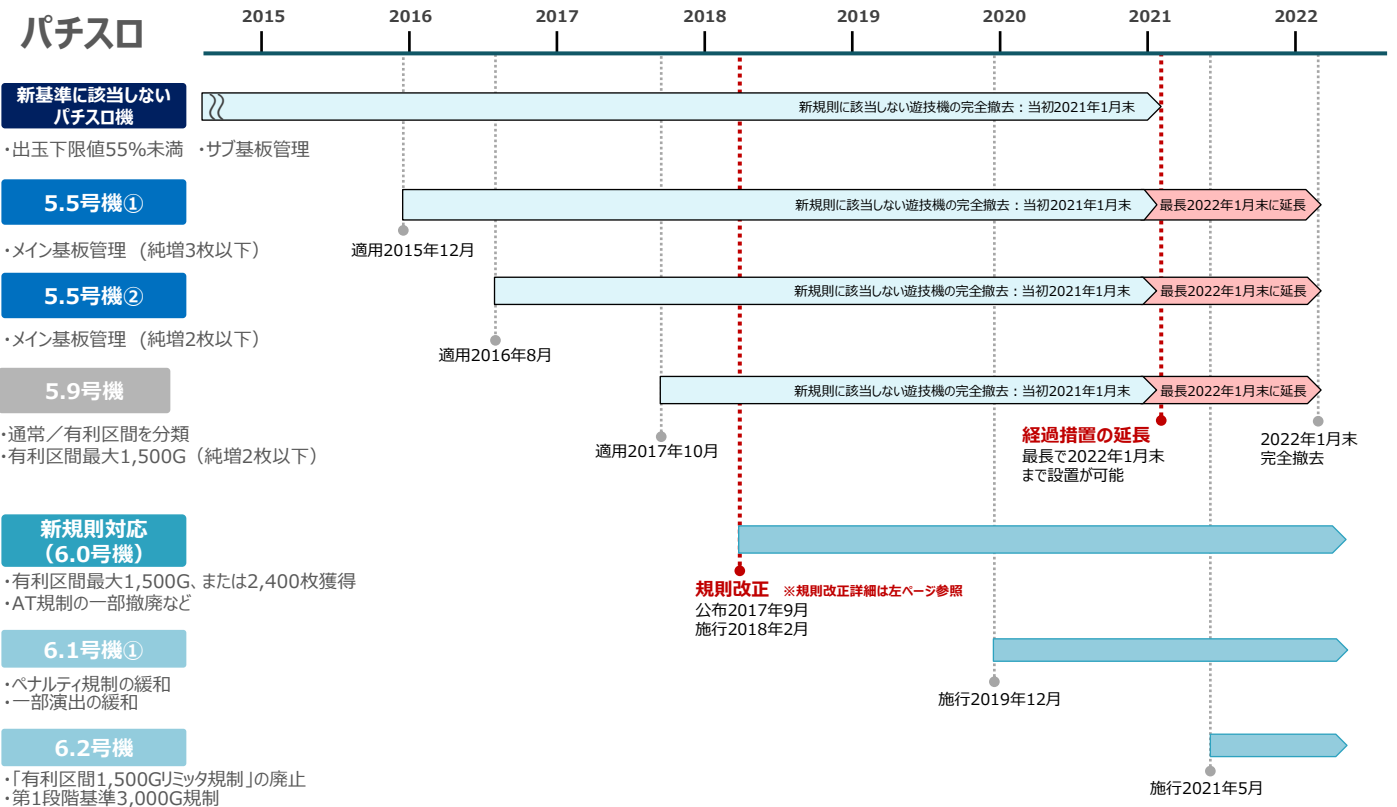 パチスロ
2015 2016 2017 2018 2019 2020 2021 2022
新基準に該当しない
パチスロ機
新規則に該当しない遊技機の完全撤去：当初2021年1月末
・出玉下限値55%未満 ・サブ基板管理
5.5号機①
新規則に該当しない遊技機の完全撤去：当初2021年1月末
最長2022年1月末に延長
・メイン基板管理 (純増3枚以下)
適用2015年12月
5.5号機②
新規則に該当しない遊技機の完全撤去：当初2021年1月末
最長2022年1月末に延長
・メイン基板管理 (純増2枚以下)
適用2016年8月
5.9号機
新規則に該当しない遊技機の完全撤去：当初2021年1月末
最長2022年1月末に延長
・通常／有利区間を分類
・有利区間最大1,500G（純増2枚以下）
適用2017年10月
経過措置の延長
最長で2022年1月末
まで設置が可能
2022年1月末
完全撤去
新規則対応
（6.0号機）
・有利区間最大1,500G、または2,400枚獲得
・AT規制の一部撤廃など
規則改正 ※規則改正詳細は左ページ参照
公布2017年9月
施行2018年2月
6.1号機①
・ペナルティ規制の緩和
・一部演出の緩和
施行2019年12月
6.2号機
・「有利区間1,500Gリミッタ規制」の廃止
・第1段階基準3,000G規制
施行2021年5月